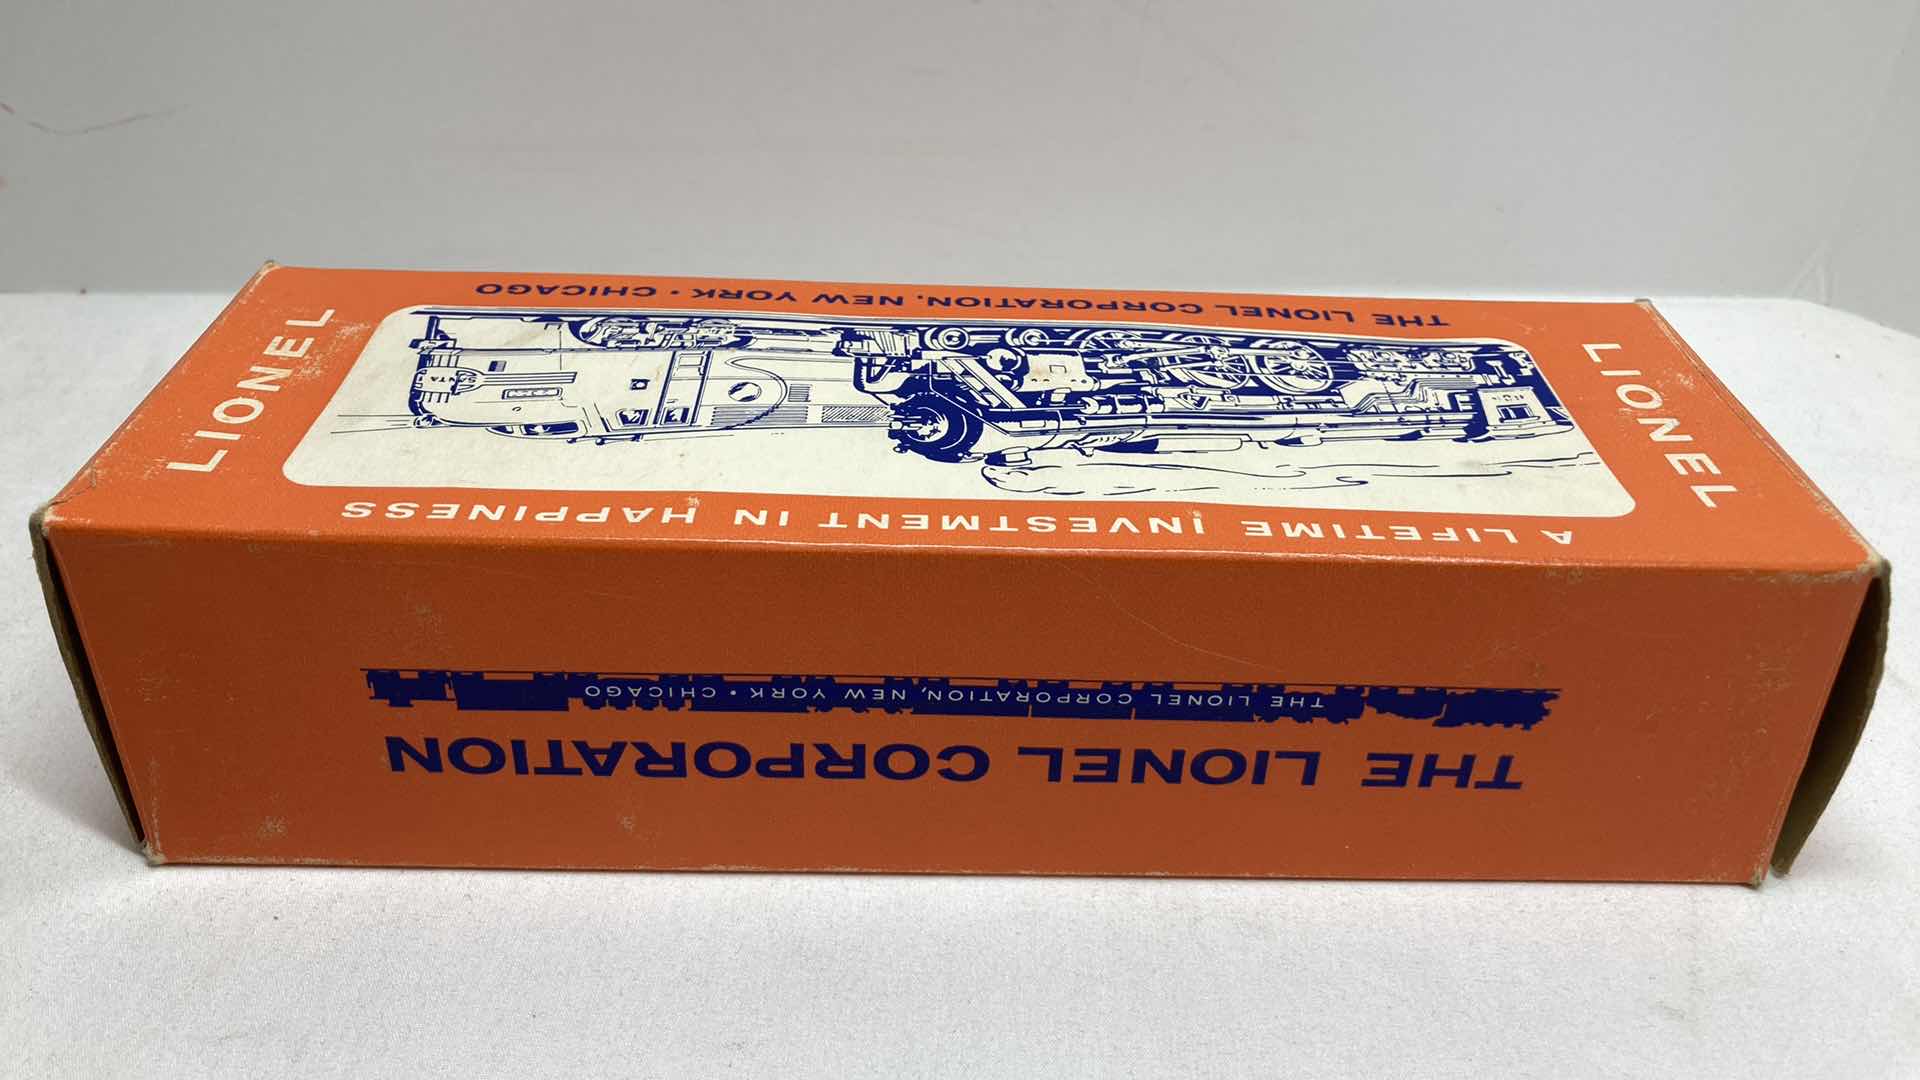 THE LIONEL CORPORATION, NEW YORK • CHICAGO
LIONEL
LIONEL
SANTA
A LIFETIME INVESTMENT IN HAPPINESS
THE LIONEL CORPORATION, NEW YORK • CHICAGO
THE LIONEL CORPORATION